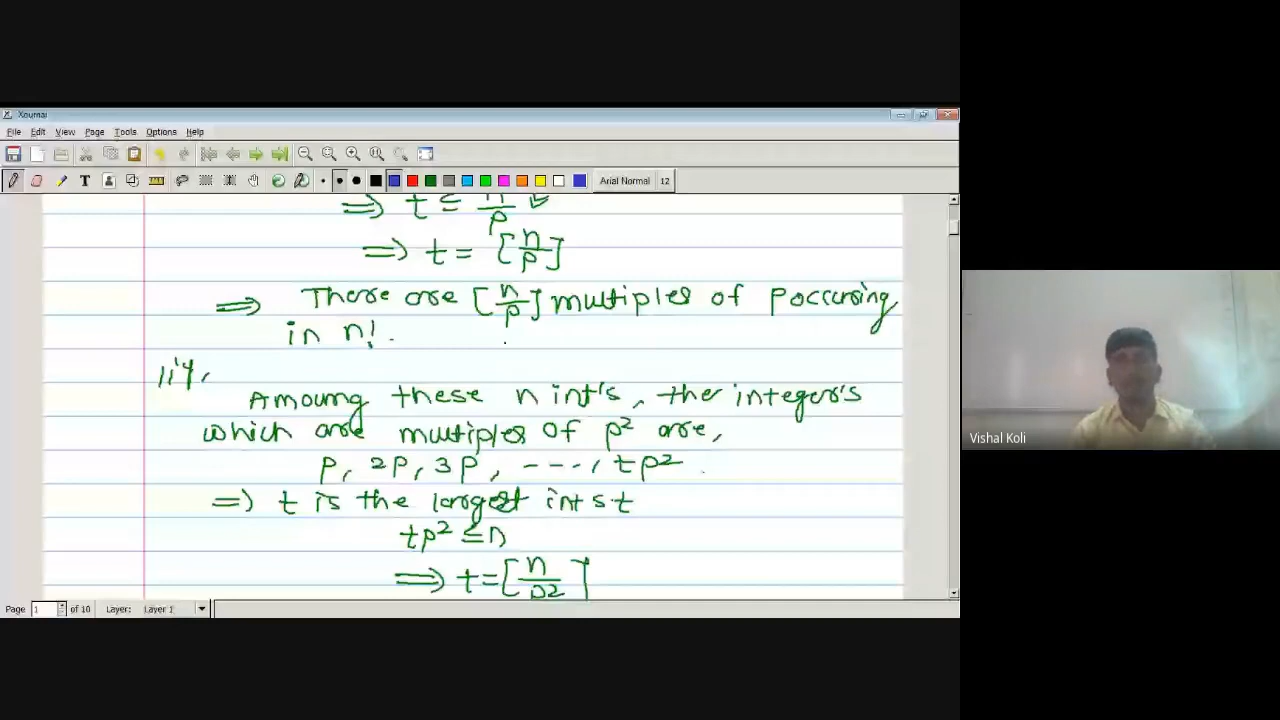 Xournal
File Edit View Page Tools Options Help
Arial Normal 12
⇒ t ≤ n/p
⇒ t = [n/p]
⇒ There are [n/p] multiples of p occuring
in n!.
lly,
Amoung these n int's, the integer's
which are multiples of p² are,
p, 2p, 3p, ----, tp²
⇒ t is the largest int s.t
tp² ≤ n
⇒ t = [n/p²]
Page 1 of 10 Layer: Layer 1
Vishal Koli